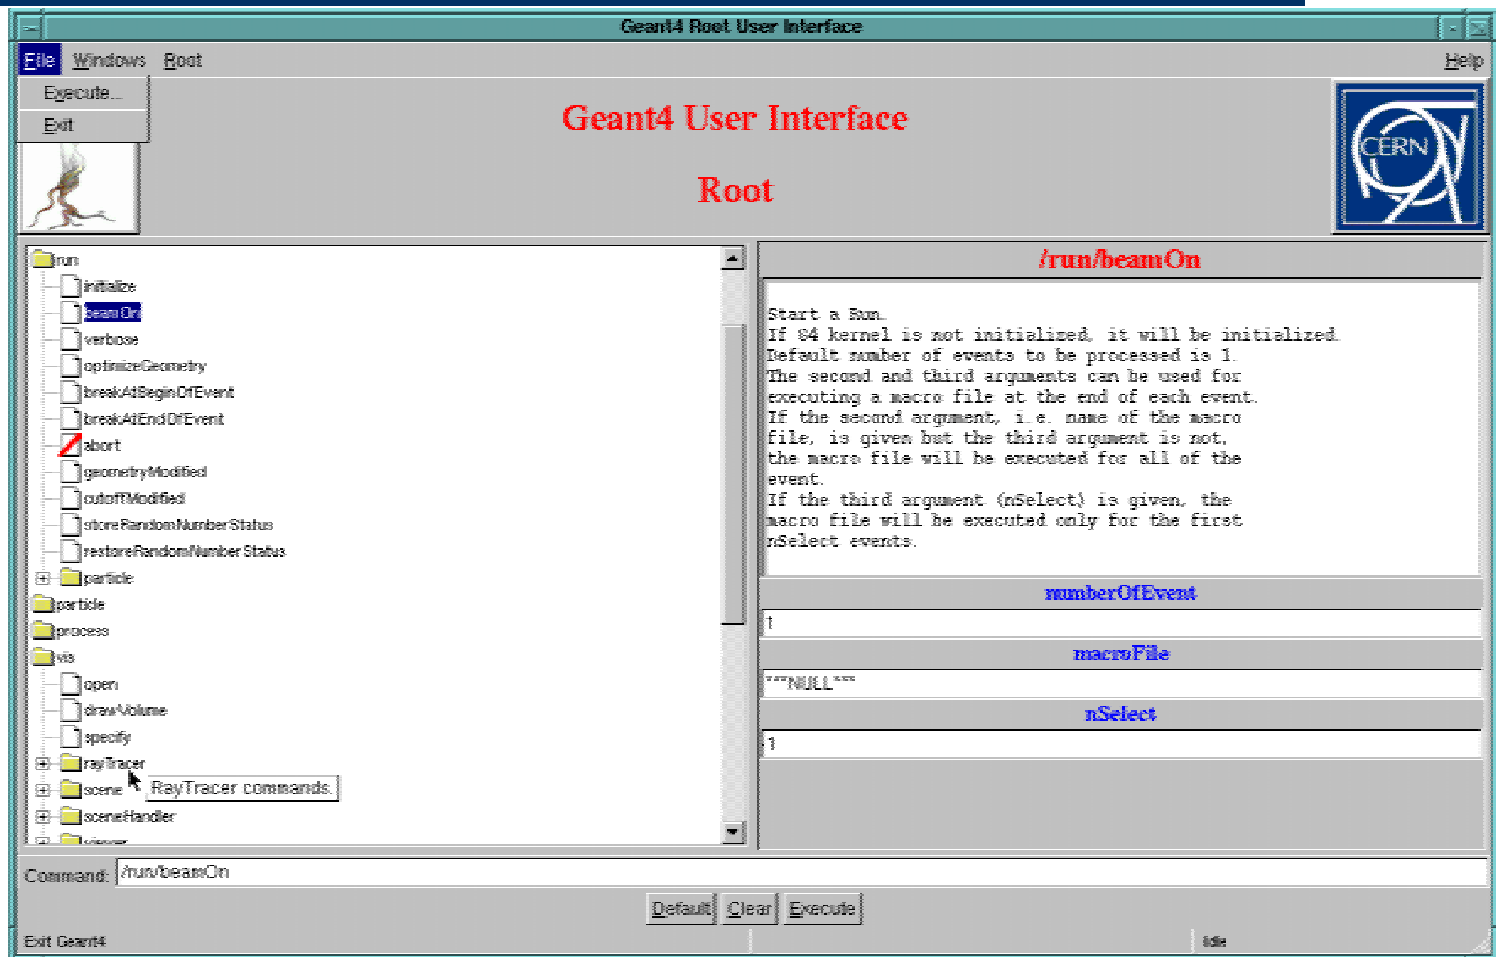 Geant4 Root User Interface
File Windows Root Help
Execute...
Exit
Geant4 User Interface
Root
CERN
run
initialize
beamOn
verbose
optimizeGeometry
breakAtBeginOfEvent
breakAtEndOfEvent
abort
geometryModified
cutoffModified
storeRandomNumberStatus
restoreRandomNumberStatus
particle
particle
process
vis
open
drawVolume
specify
rayTracer
RayTracer commands.
scene
sceneHandler
viewer
/run/beamOn
Start a Run.
If G4 kernel is not initialized, it will be initialized.
Default number of events to be processed is 1.
The second and third arguments can be used for
executing a macro file at the end of each event.
If the second argument, i.e. name of the macro
file, is given but the third argument is not,
the macro file will be executed for all of the
event.
If the third argument (nSelect) is given, the
macro file will be executed only for the first
nSelect events.
numberOfEvent
1
macroFile
***NULL***
nSelect
-1
Command: /run/beamOn
Default Clear Execute
Exit Geant4
Idle